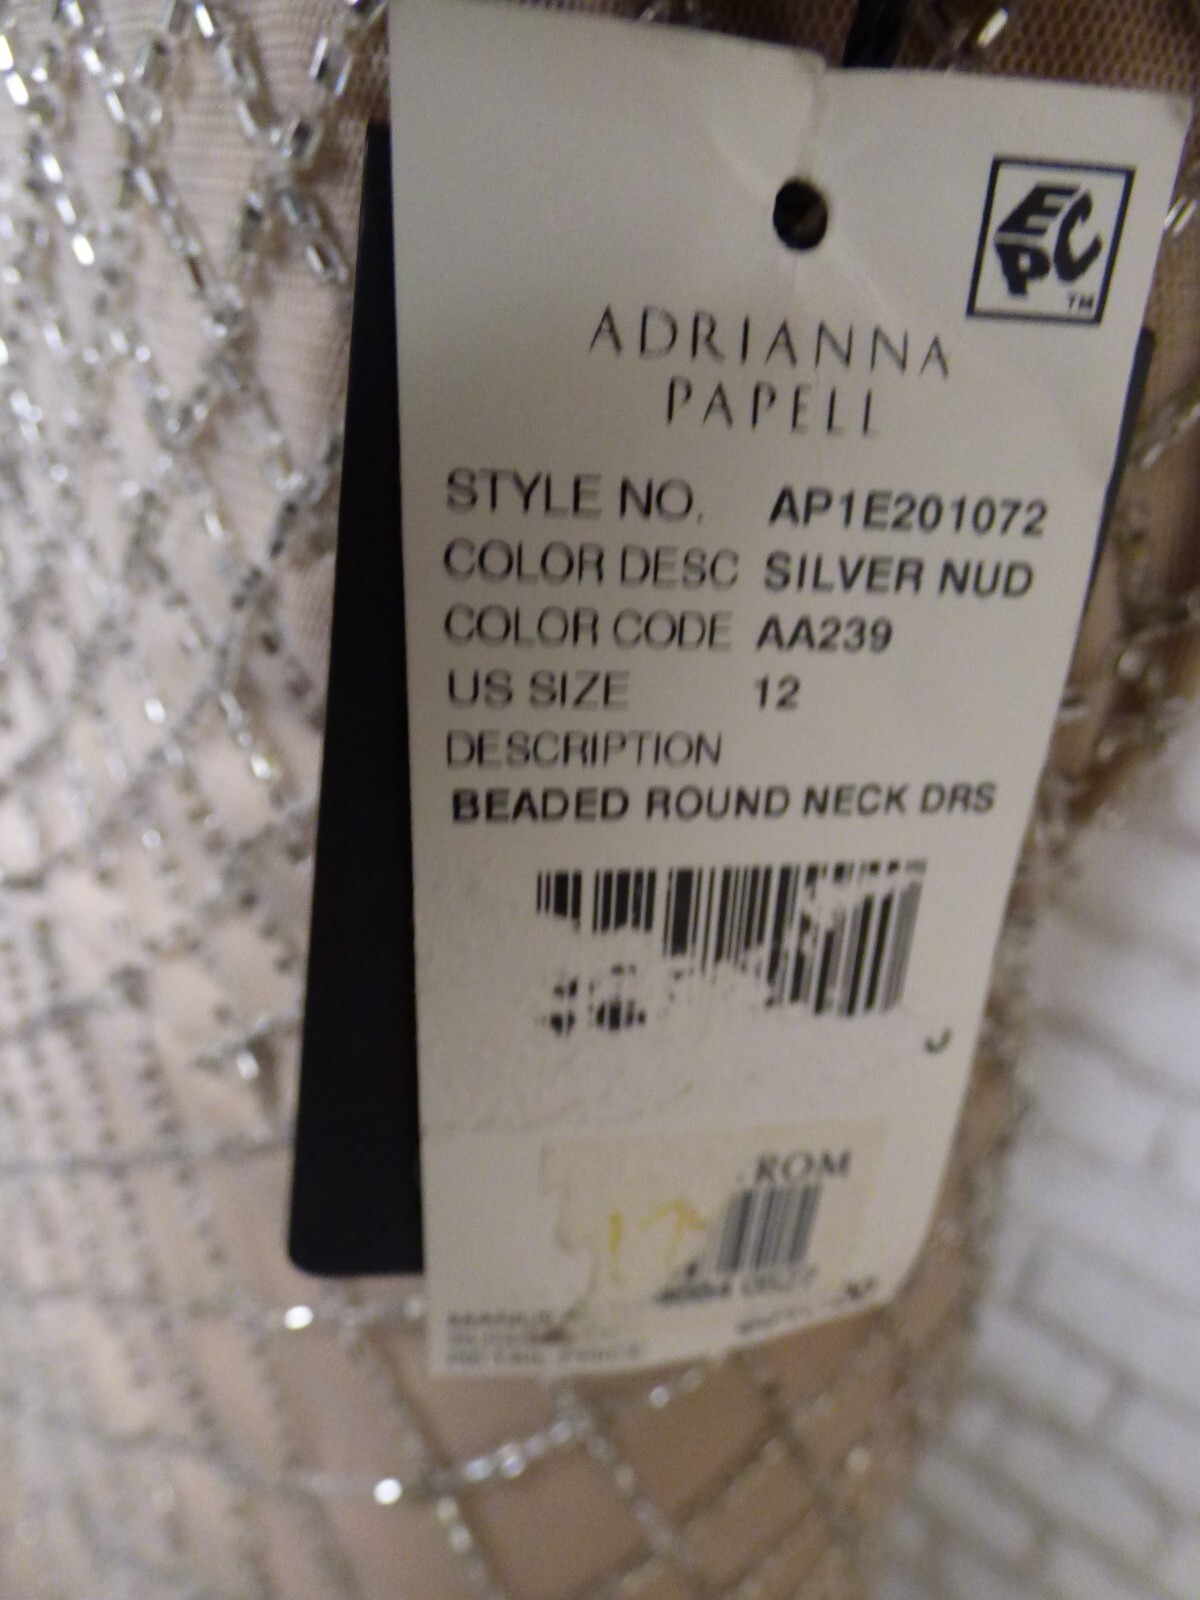 EPC
TM
ADRIANNA
PAPELL
STYLE NO. AP1E201072
COLOR DESC SILVER NUD
COLOR CODE AA239
US SIZE 12
DESCRIPTION
BEADED ROUND NECK DRS
J
ROM